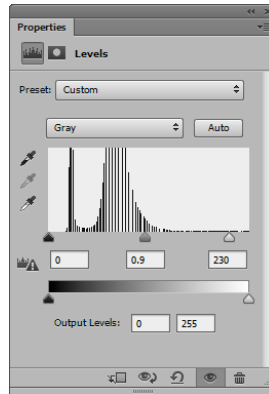 Properties
Levels
Preset: Custom
Gray Auto
0 0.9 230
Output Levels: 0 255